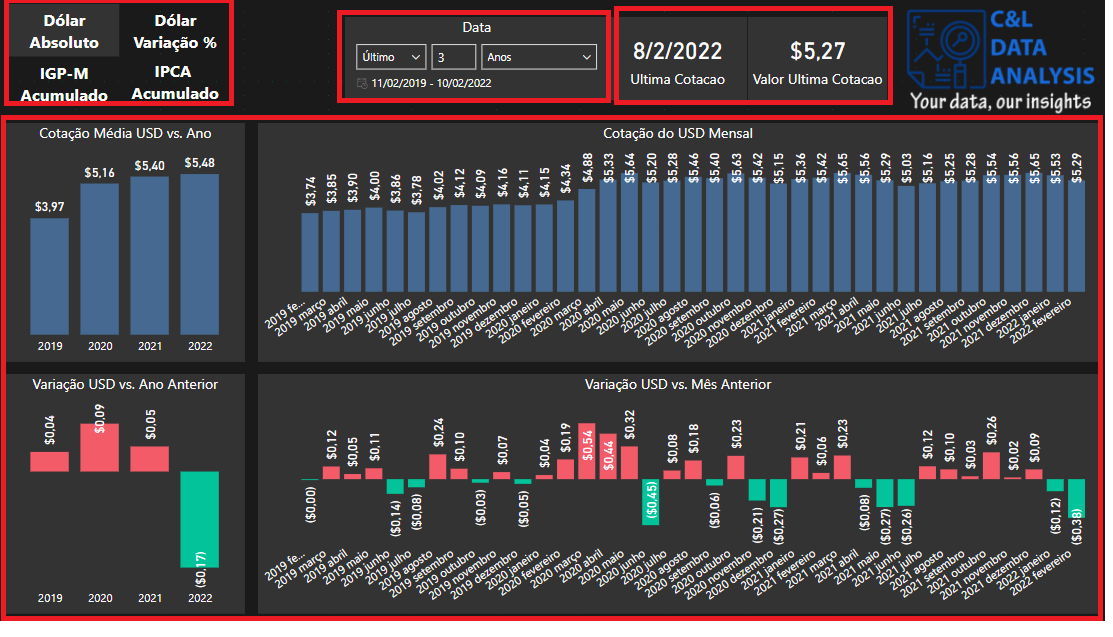 Dólar
Absoluto
Dólar
Variação %
IGP-M
Acumulado
IPCA
Acumulado
Data
Último
3
Anos
11/02/2019 - 10/02/2022
8/2/2022
Ultima Cotacao
$5,27
Valor Ultima Cotacao
C&L
DATA
ANALYSIS
Your data, our insights
Cotação Média USD vs. Ano
$3,97
$5,16
$5,40
$5,48
2019
2020
2021
2022
Cotação do USD Mensal
$3,74
$3,85
$3,90
$4,00
$3,86
$3,78
$4,02
$4,12
$4,09
$4,16
$4,11
$4,15
$4,34
$4,88
$5,33
$5,64
$5,20
$5,28
$5,46
$5,40
$5,63
$5,42
$5,15
$5,36
$5,42
$5,65
$5,56
$5,29
$5,03
$5,16
$5,25
$5,28
$5,54
$5,56
$5,65
$5,53
$5,29
2019 fe...
2019 março
2019 abril
2019 maio
2019 junho
2019 julho
2019 agosto
2019 setembro
2019 outubro
2019 novembro
2019 dezembro
2020 janeiro
2020 fevereiro
2020 março
2020 abril
2020 maio
2020 junho
2020 julho
2020 agosto
2020 setembro
2020 outubro
2020 novembro
2020 dezembro
2021 janeiro
2021 fevereiro
2021 março
2021 abril
2021 maio
2021 junho
2021 julho
2021 agosto
2021 setembro
2021 outubro
2021 novembro
2021 dezembro
2022 janeiro
2022 fevereiro
Variação USD vs. Ano Anterior
$0,04
$0,09
$0,05
($0,17)
2019
2020
2021
2022
Variação USD vs. Mês Anterior
($0,00)
$0,12
$0,05
$0,11
($0,14)
($0,08)
$0,24
$0,10
($0,03)
$0,07
($0,05)
$0,04
$0,19
$0,54
$0,44
$0,32
($0,45)
$0,08
$0,18
($0,06)
$0,23
($0,21)
($0,27)
$0,21
$0,06
$0,23
($0,08)
($0,27)
($0,26)
$0,12
$0,10
$0,03
$0,26
$0,02
$0,09
($0,12)
($0,38)
2019 fe...
2019 março
2019 abril
2019 maio
2019 junho
2019 julho
2019 agosto
2019 setembro
2019 outubro
2019 novembro
2019 dezembro
2020 janeiro
2020 fevereiro
2020 março
2020 abril
2020 maio
2020 junho
2020 julho
2020 agosto
2020 setembro
2020 outubro
2020 novembro
2020 dezembro
2021 janeiro
2021 fevereiro
2021 março
2021 abril
2021 maio
2021 junho
2021 julho
2021 agosto
2021 setembro
2021 outubro
2021 novembro
2021 dezembro
2022 janeiro
2022 fevereiro